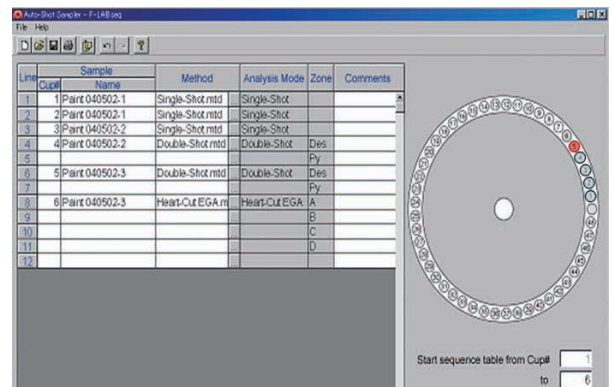 Auto-Shot Sampler - F-LAB.seq
File Help
Line Sample Method Analysis Mode Zone Comments
Cup# Name
1 1 Paint 040502-1 Single-Shot.mtd Single-Shot
2 2 Paint 040502-1 Single-Shot.mtd Single-Shot
3 3 Paint 040502-2 Single-Shot.mtd Single-Shot
4 4 Paint 040502-2 Double-Shot.mtd Double-Shot Des
5 Py
6 5 Paint 040502-3 Double-Shot.mtd Double-Shot Des
7 Py
8 6 Paint 040502-3 Heart-Cut EGA.m Heart-Cut EGA A
9 B
10 C
11 D
12
Start sequence table from Cup# 1
to 6